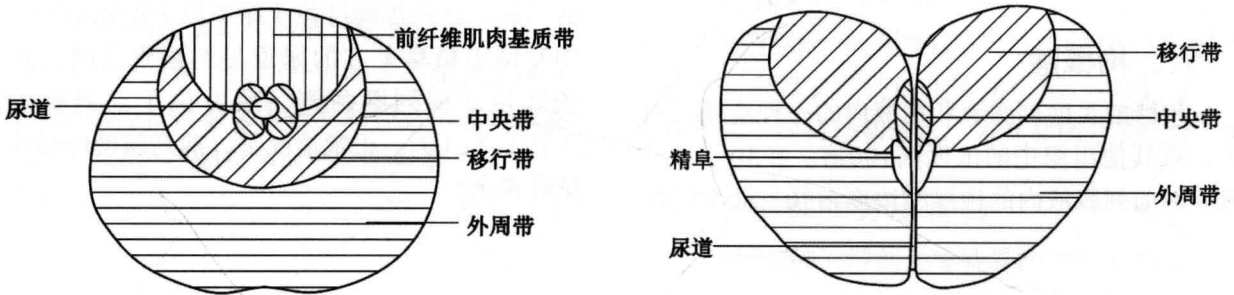 前纤维肌肉基质带
尿道
中央带
移行带
外周带
移行带
中央带
精阜
外周带
尿道